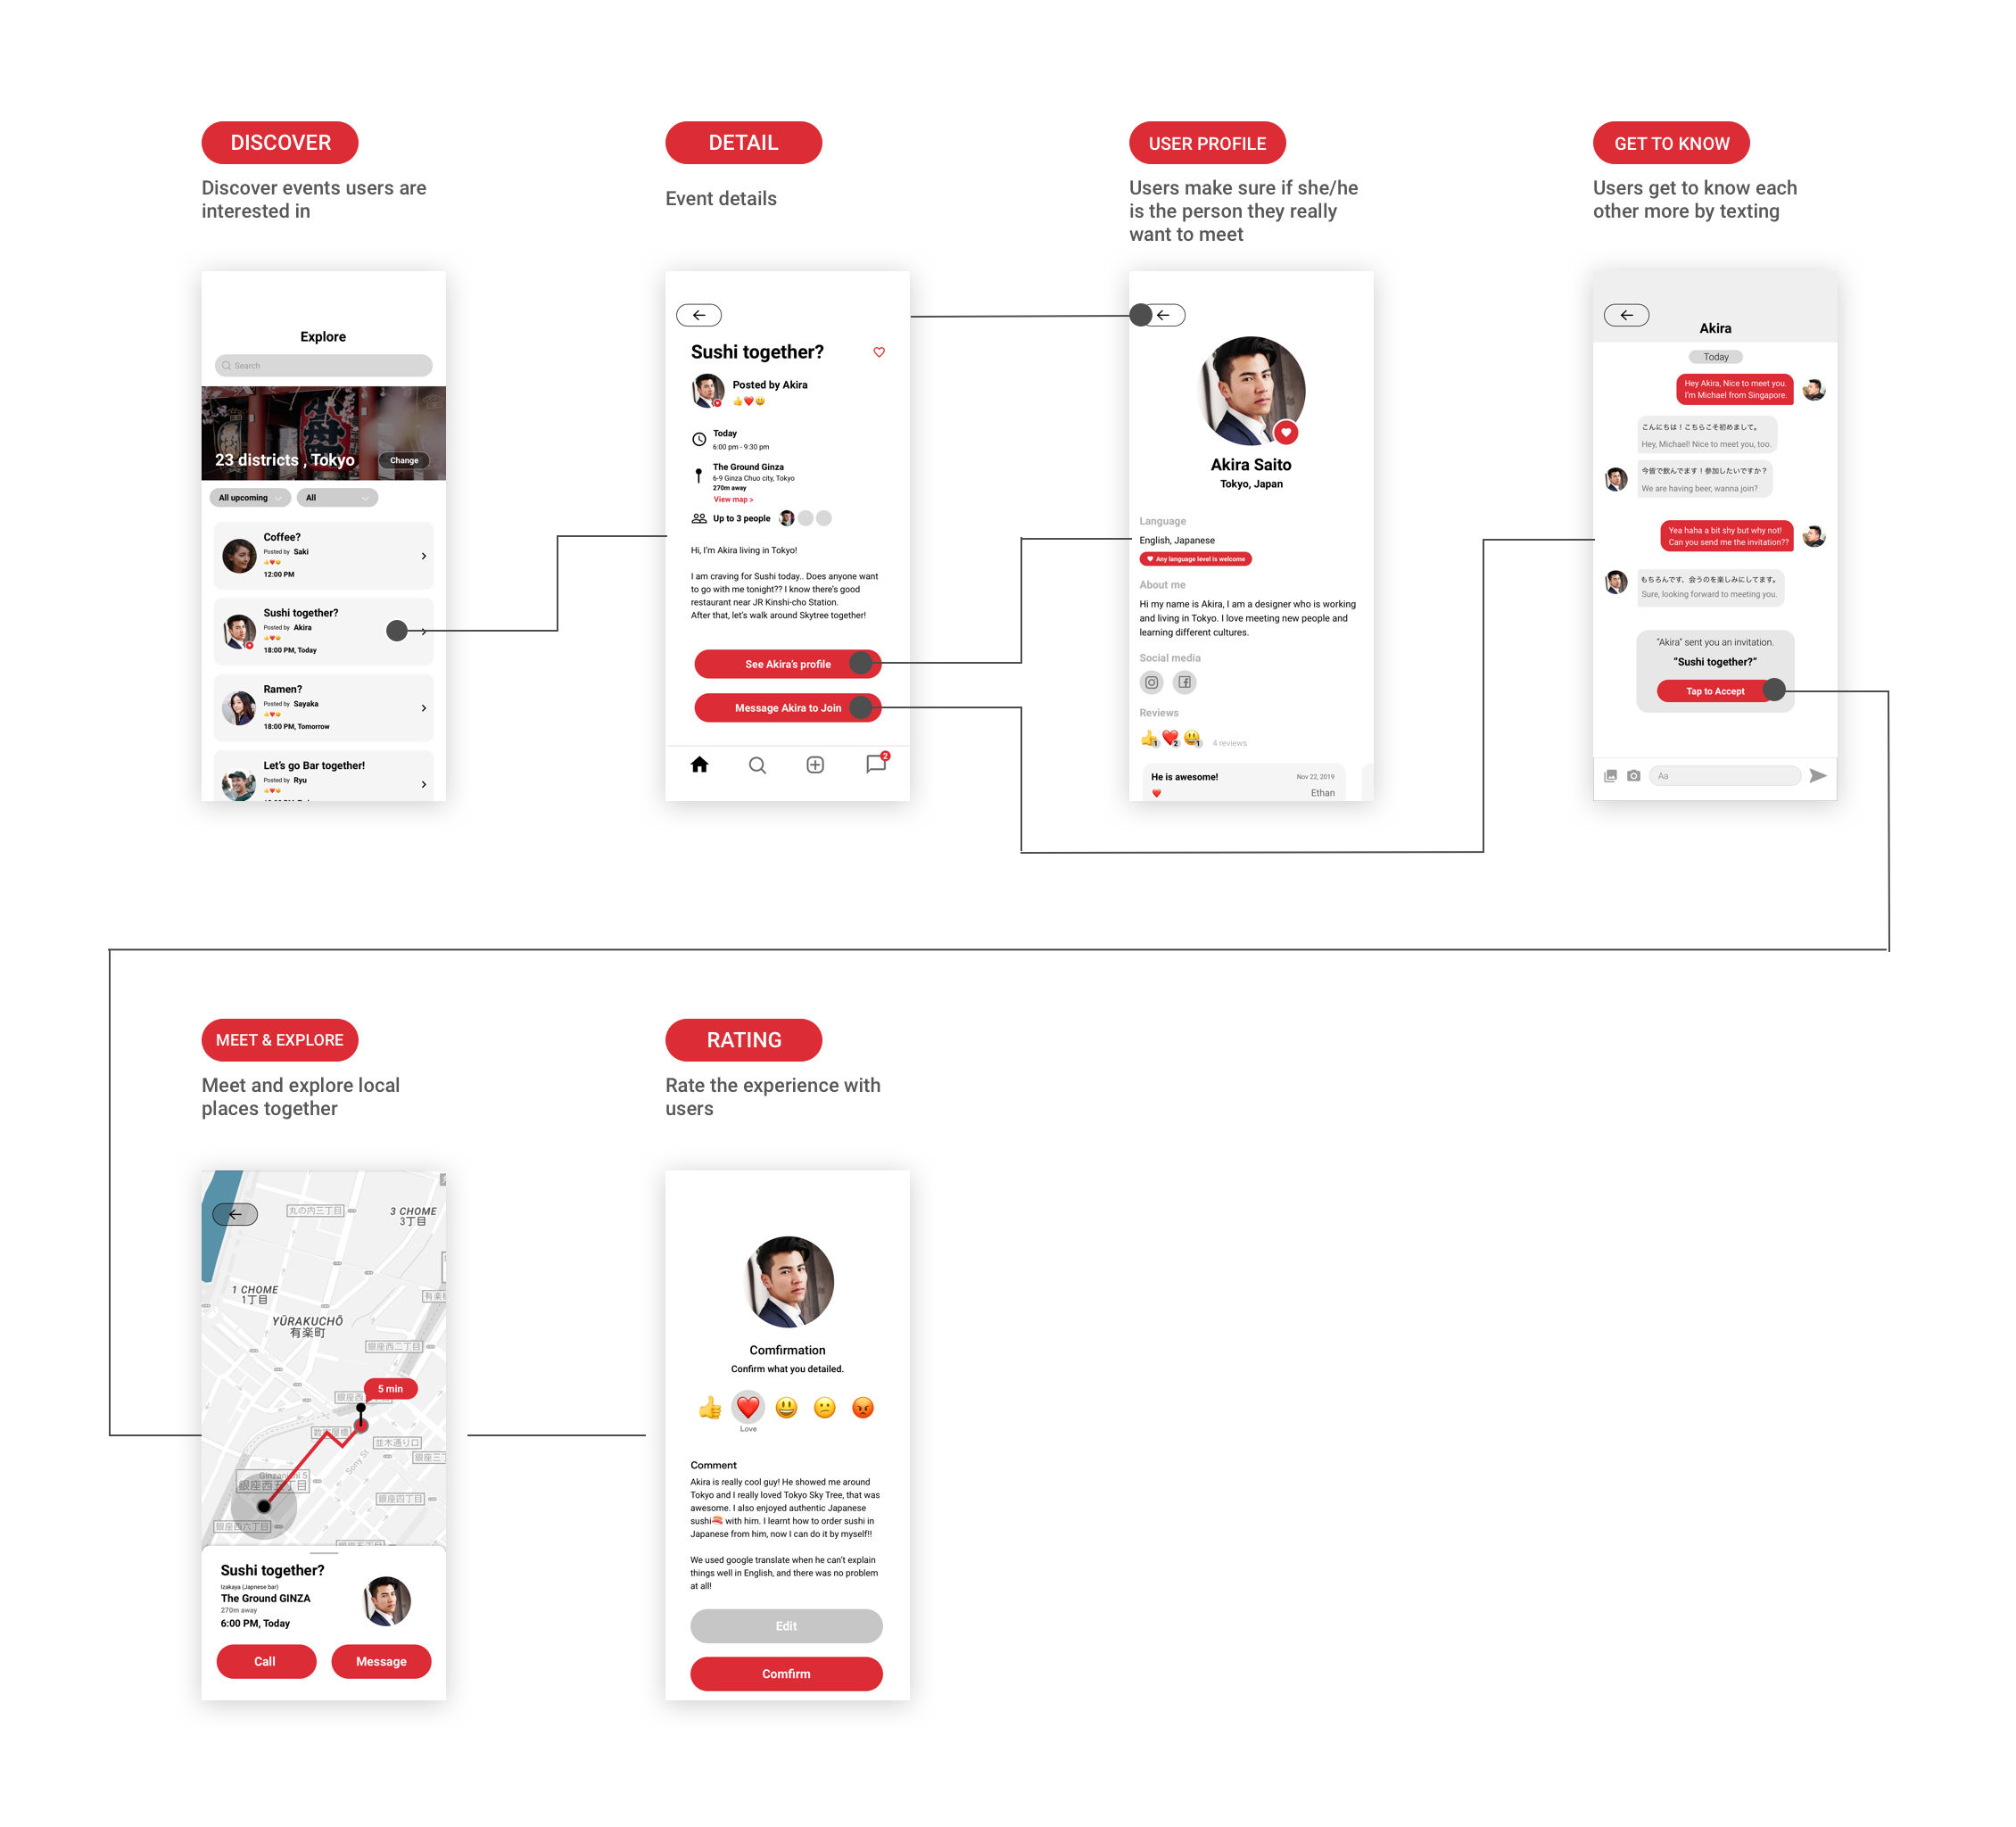 DISCOVER
Discover events users are
interested in
Explore
Search
23 districts , Tokyo
Change
All upcoming
All
Coffee?
Posted by Saki
12:00 PM
Sushi together?
Posted by Akira
18:00 PM, Today
Ramen?
Posted by Sayaka
18:00 PM, Tomorrow
Let's go Bar together!
Posted by Ryu
DETAIL
Event details
Sushi together?
Posted by Akira
Today
6:00 pm - 9:30 pm
The Ground Ginza
6-9 Ginza Chuo city, Tokyo
270m away
View map >
Up to 3 people
Hi, I'm Akira living in Tokyo!
I am craving for Sushi today.. Does anyone want
to go with me tonight?? I know there's good
restaurant near JR Kinshi-cho Station.
After that, let's walk around Skytree together!
See Akira's profile
Message Akira to Join
2
USER PROFILE
Users make sure if she/he
is the person they really
want to meet
Akira Saito
Tokyo, Japan
Language
English, Japanese
Any language level is welcome
About me
Hi my name is Akira, I am a designer who is working
and living in Tokyo. I love meeting new people and
learning different cultures.
Social media
Reviews
1 2 1 4 reviews
He is awesome! Nov 22, 2019
Ethan
GET TO KNOW
Users get to know each
other more by texting
Akira
Today
Hey Akira, Nice to meet you.
I'm Michael from Singapore.
こんにちは！こちらこそ初めまして。
Hey, Michael! Nice to meet you, too.
今皆で飲んでます！参加したいですか？
We are having beer, wanna join?
Yea haha a bit shy but why not!
Can you send me the invitation??
もちろんです、会うのを楽しみにしてます。
Sure, looking forward to meeting you.
"Akira" sent you an invitation.
"Sushi together?"
Tap to Accept
Aa
MEET & EXPLORE
Meet and explore local
places together
丸の内三丁目
3 CHOME
3丁目
1 CHOME
1丁目
有楽
YŪRAKUCHŌ
有楽町
銀座西二丁目
5 min
銀座西
数寄屋橋
並木通り口
銀座三丁
Sony St
Ginzanishi 5
銀座西五丁目
銀座四丁目
銀座西六丁目
Sushi together?
Izakaya (Japnese bar)
The Ground GINZA
270m away
6:00 PM, Today
Call
Message
RATING
Rate the experience with
users
Comfirmation
Confirm what you detailed.
Love
Comment
Akira is really cool guy! He showed me around
Tokyo and I really loved Tokyo Sky Tree, that was
awesome. I also enjoyed authentic Japanese
sushi🍣 with him. I learnt how to order sushi in
Japanese from him, now I can do it by myself!!
We used google translate when he can't explain
things well in English, and there was no problem
at all!
Edit
Comfirm